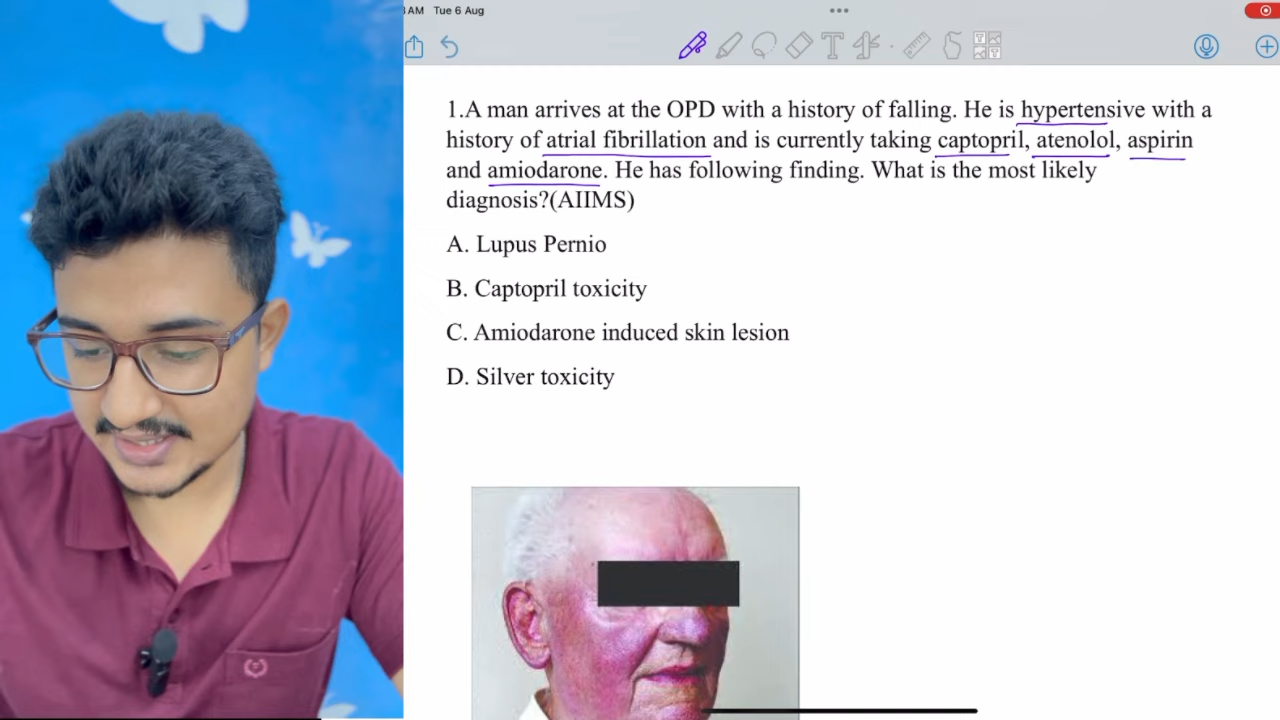 AM Tue 6 Aug
1.A man arrives at the OPD with a history of falling. He is hypertensive with a
history of atrial fibrillation and is currently taking captopril, atenolol, aspirin
and amiodarone. He has following finding. What is the most likely
diagnosis?(AIIMS)
A. Lupus Pernio
B. Captopril toxicity
C. Amiodarone induced skin lesion
D. Silver toxicity